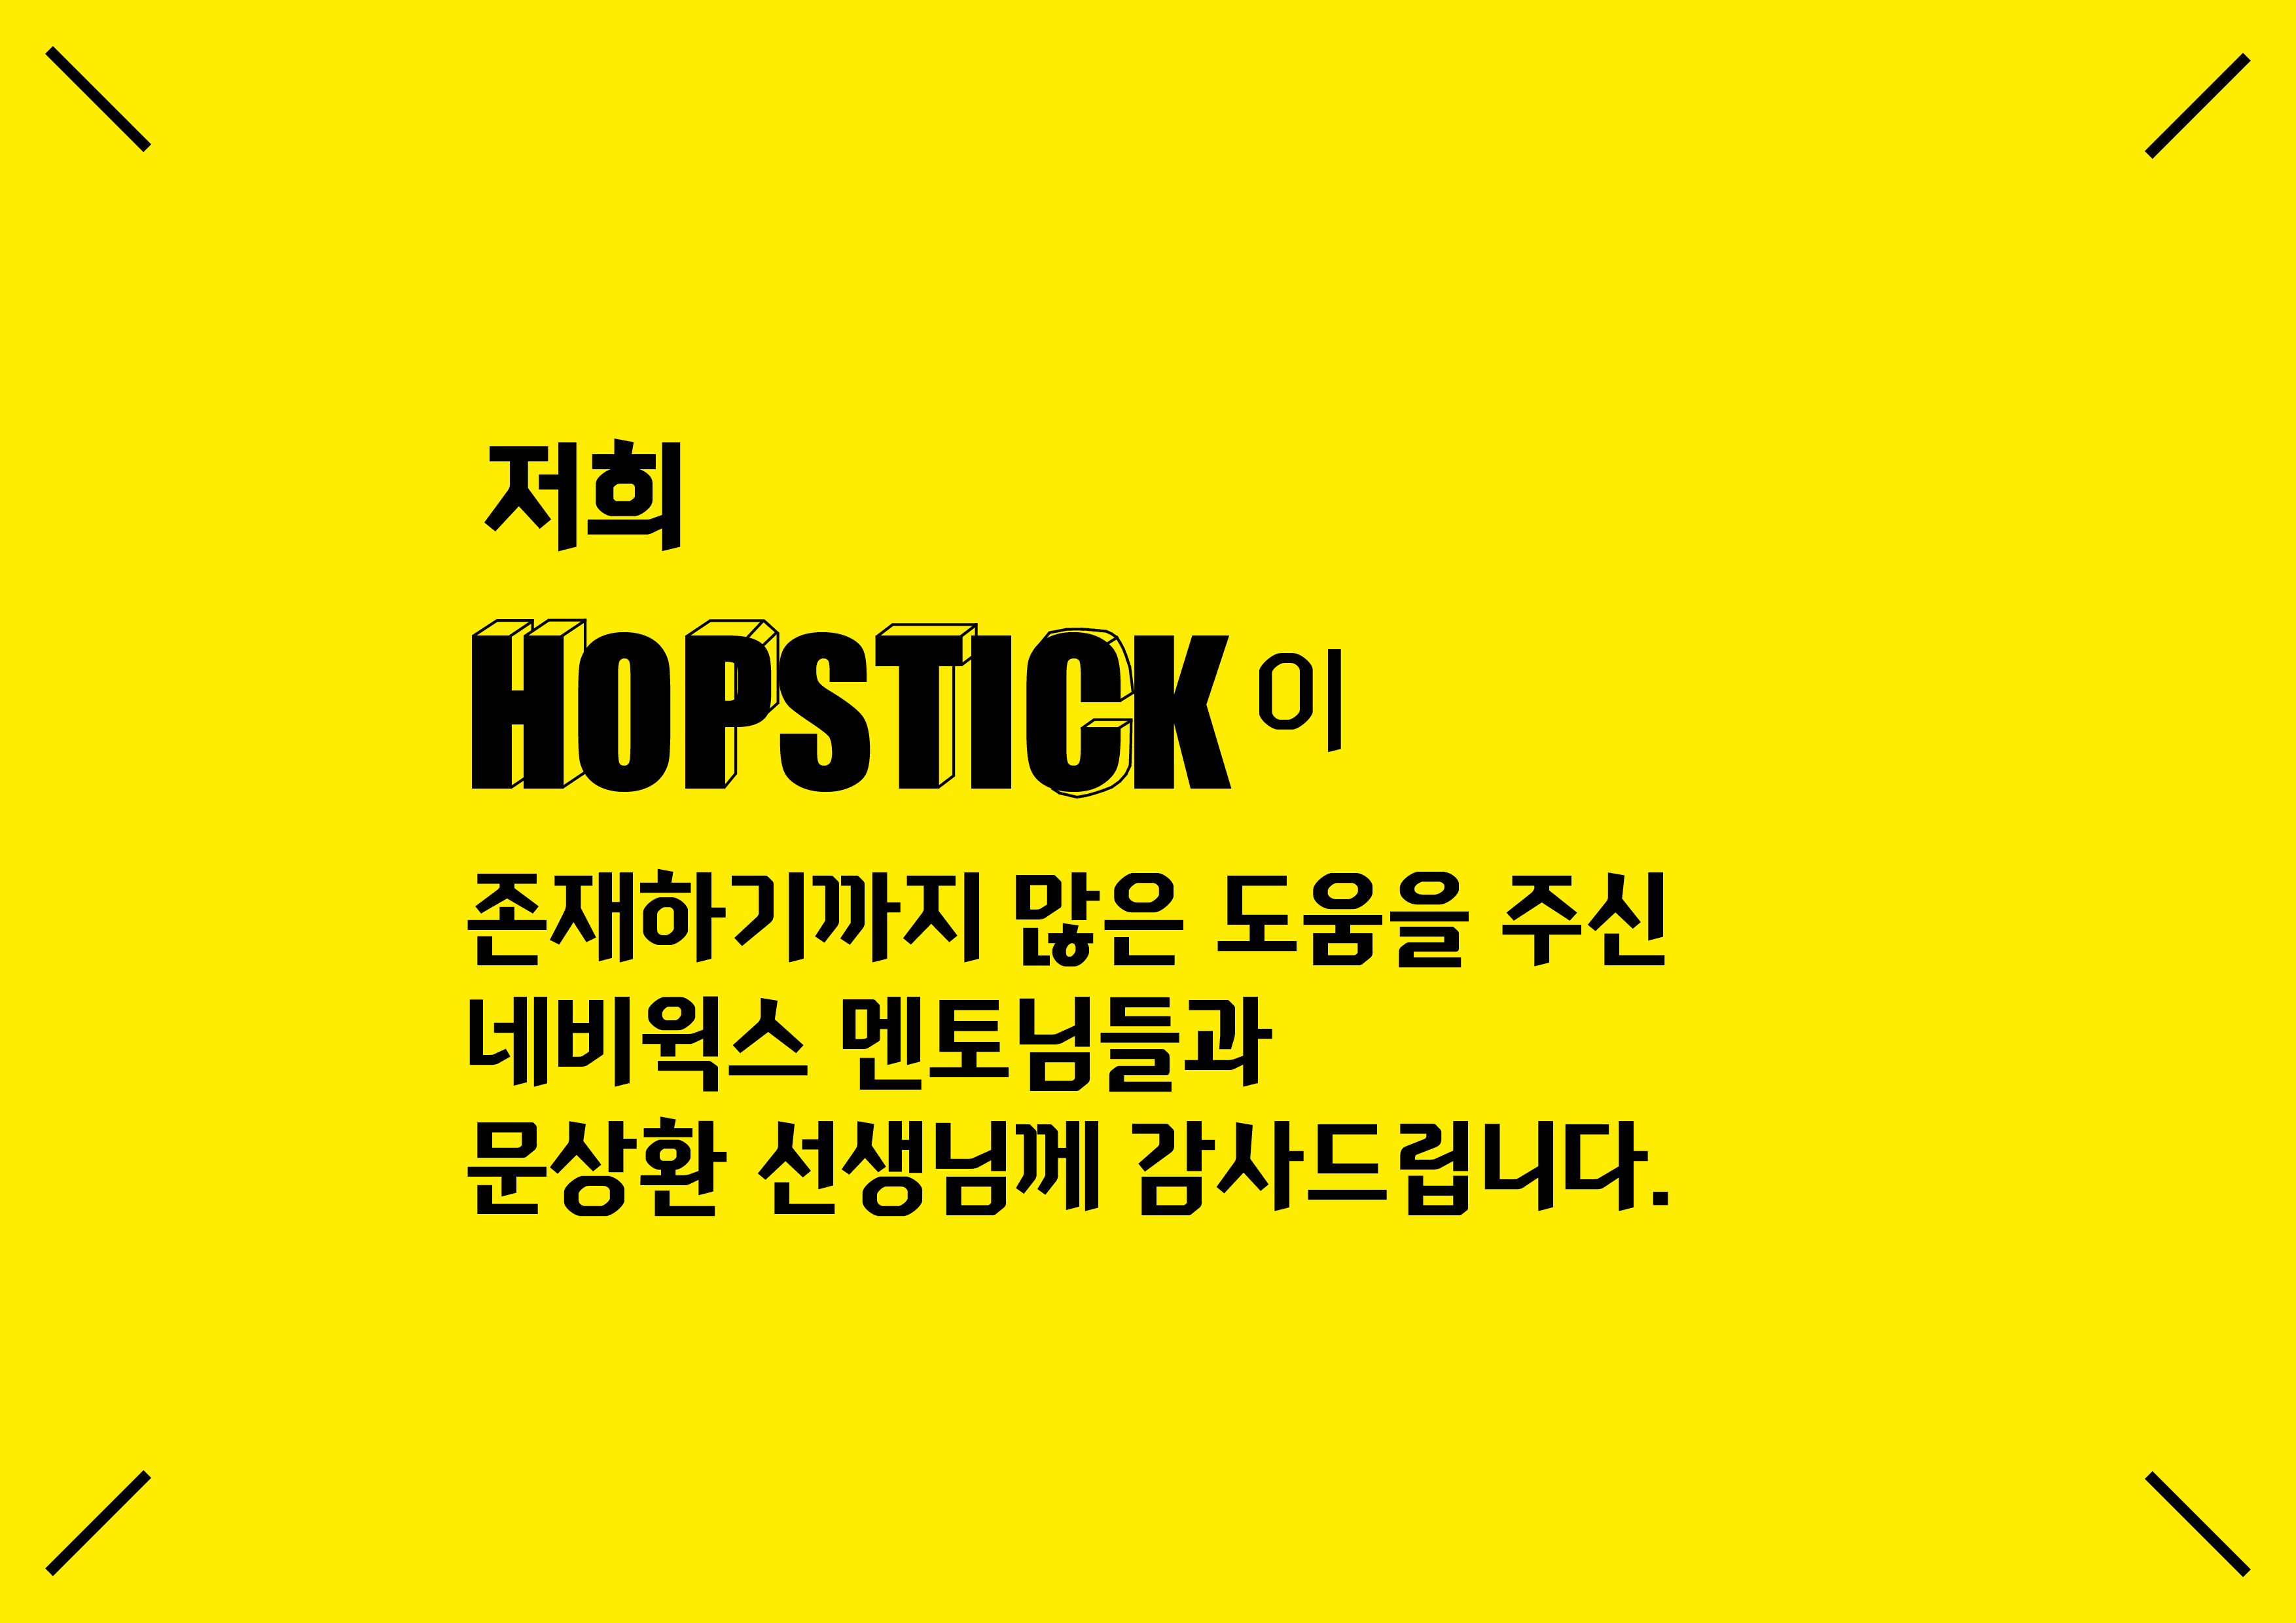 저희
HOPSTICK이
존재하기까지 많은 도움을 주신
네비웍스 멘토님들과
문상환 선생님께 감사드립니다.